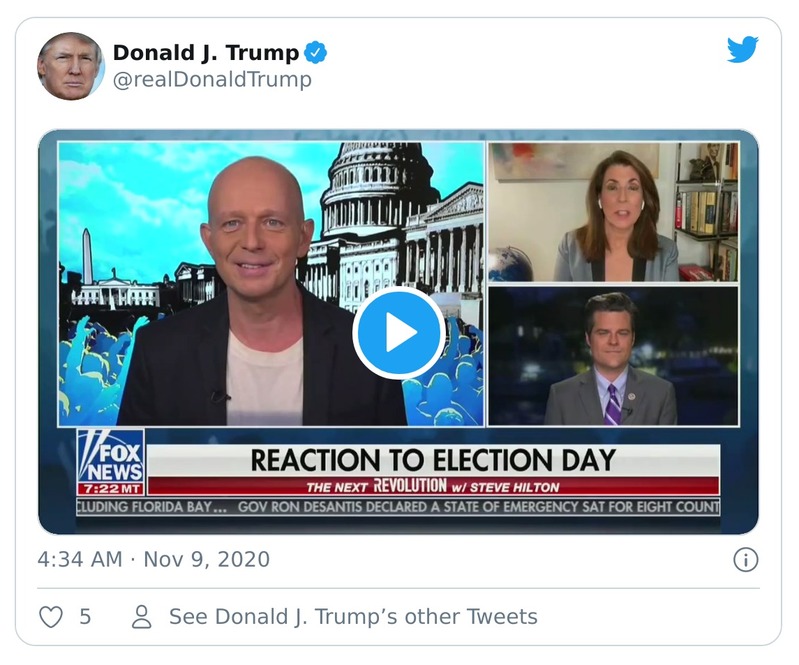 Donald J. Trump
@realDonaldTrump
FOX
NEWS
7:22 MT
REACTION TO ELECTION DAY
THE NEXT REVOLUTION w/ STEVE HILTON
CLUDING FLORIDA BAY... GOV RON DESANTIS DECLARED A STATE OF EMERGENCY SAT FOR EIGHT COUNT
4:34 AM · Nov 9, 2020
5
See Donald J. Trump’s other Tweets